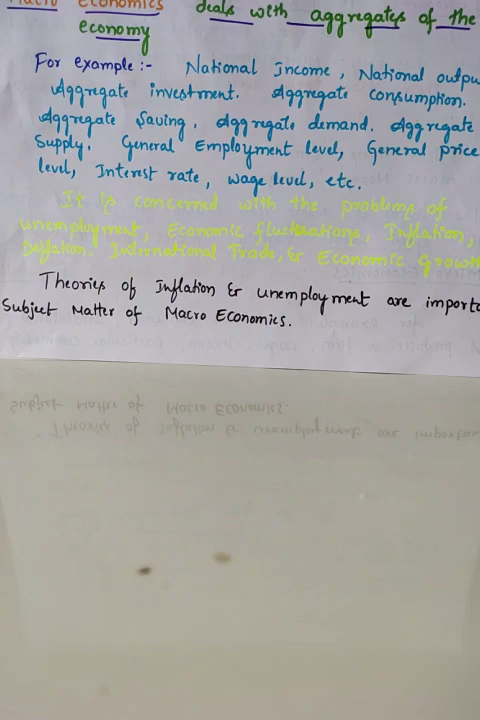 Macro Economics deals with aggregates of the
economy
For example :- National Income, National outpu
Aggregate investment. Aggregate consumption.
Aggregate Saving, Aggregate demand. Aggregate
Supply. General Employment level, General price
level, Interest rate, wage level, etc.
It is concerned with the problems of
unemployment, Economic fluctuations, Inflation,
Deflation. International Trade, & Economic Growth
Theories of Inflation & unemployment are importa
Subject Matter of Macro Economics.